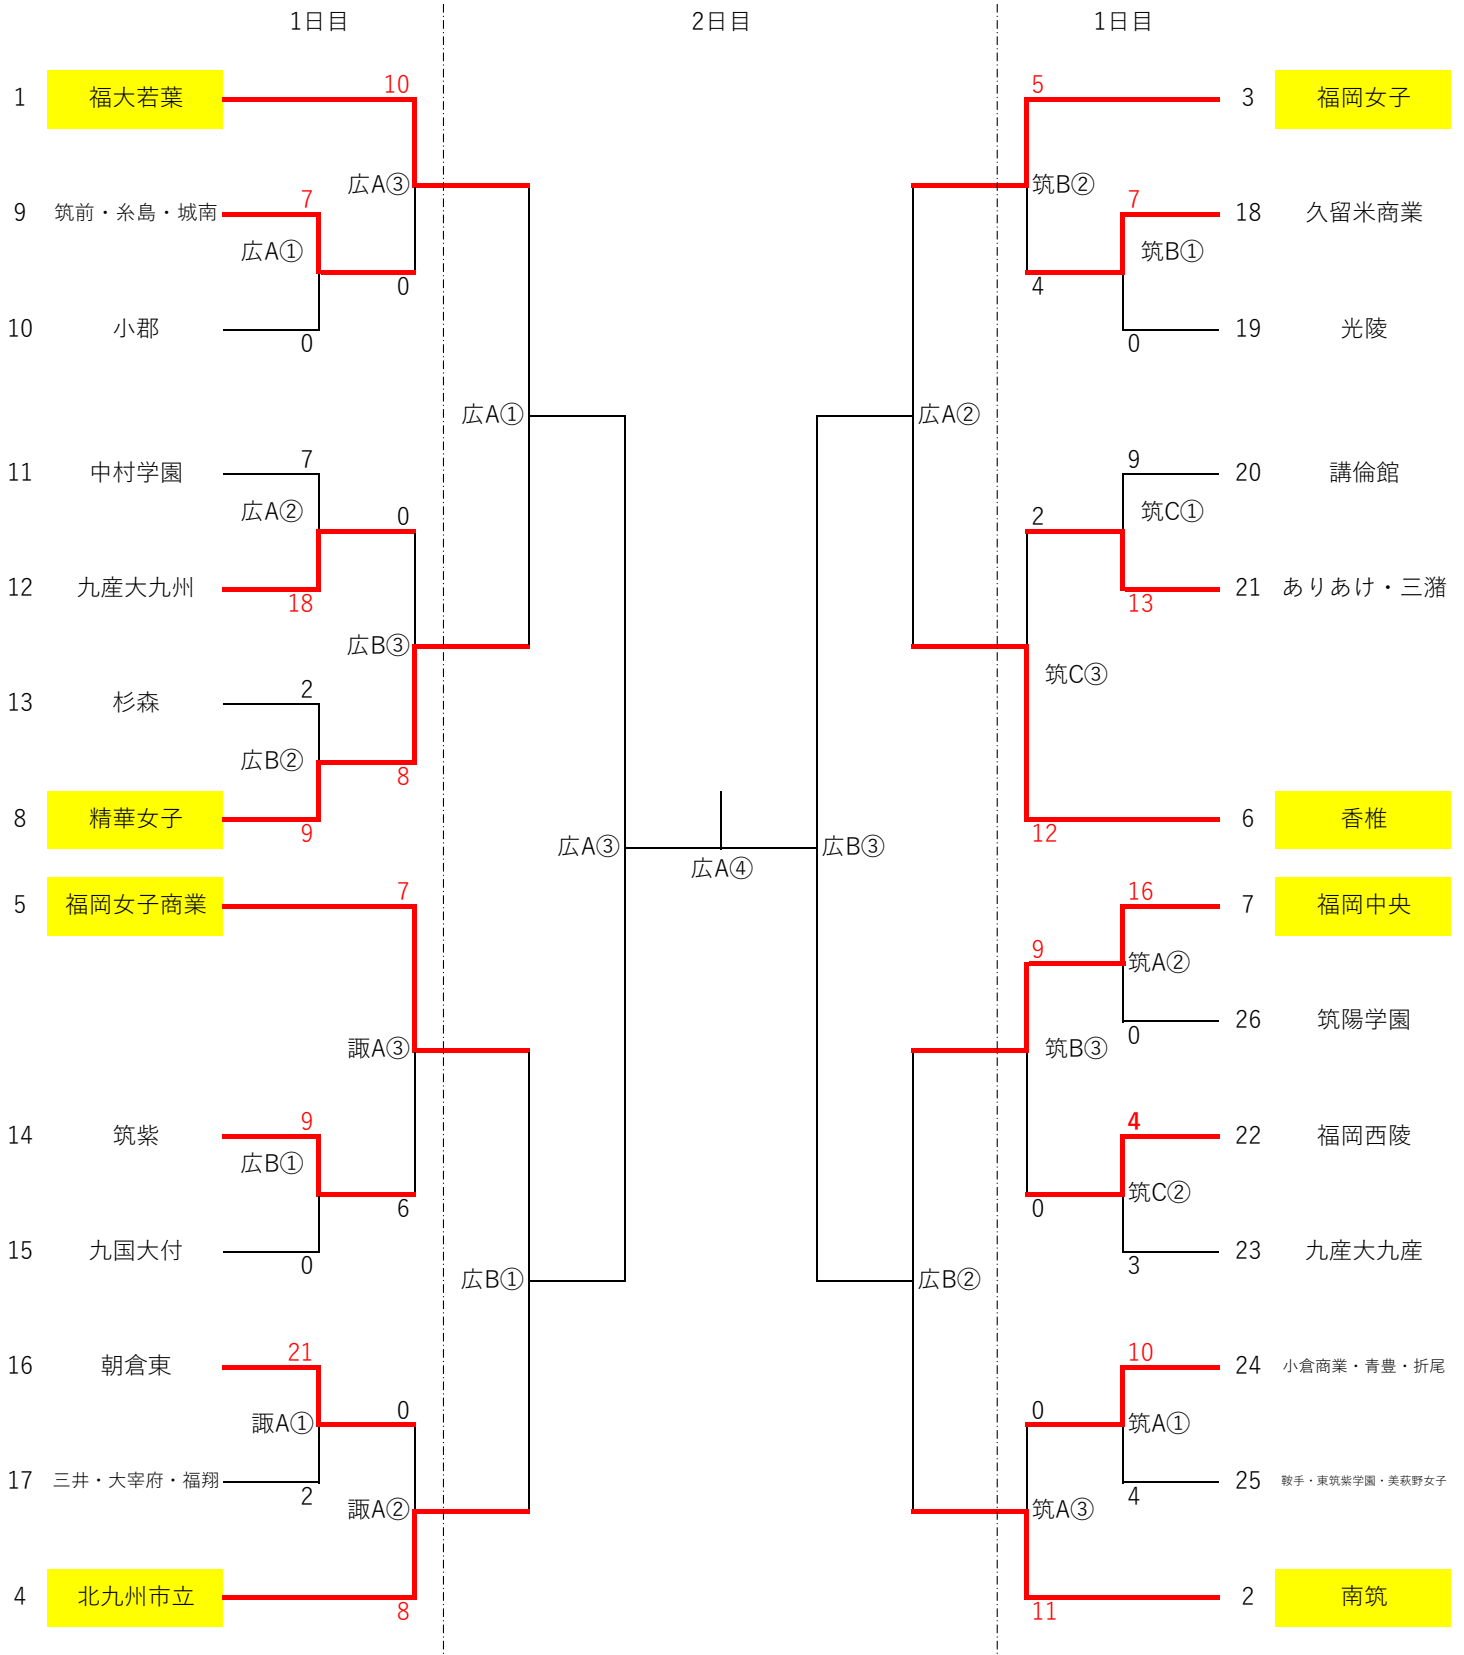 1日目 2日目 1日目
1 福大若葉 10 5 3 福岡女子
広A③ 筑B②
9 筑前・糸島・城南 7 7 18 久留米商業
広A① 筑B①
0 4
10 小郡 0 0 19 光陵
広A① 広A②
11 中村学園 7 9 20 講倫館
広A② 0 2 筑C①
12 九産大九州 18 13 21 ありあけ・三潴
広B③ 筑C③
13 杉森 2
広B② 8
8 精華女子 9 12 6 香椎
広A③ 広A④ 広B③
5 福岡女子商業 7 16 7 福岡中央
9 筑A②
0 26 筑陽学園
諏A③ 筑B③
14 筑紫 9 4 22 福岡西陵
広B① 6 0 筑C②
15 九国大付 0 3 23 九産大九産
広B① 広B②
16 朝倉東 21 10 24 小倉商業・青豊・折尾
諏A① 0 0 筑A①
17 三井・大宰府・福翔 2 4 25 鞍手・東筑紫学園・美萩野女子
諏A② 筑A③
4 北九州市立 8 11 2 南筑